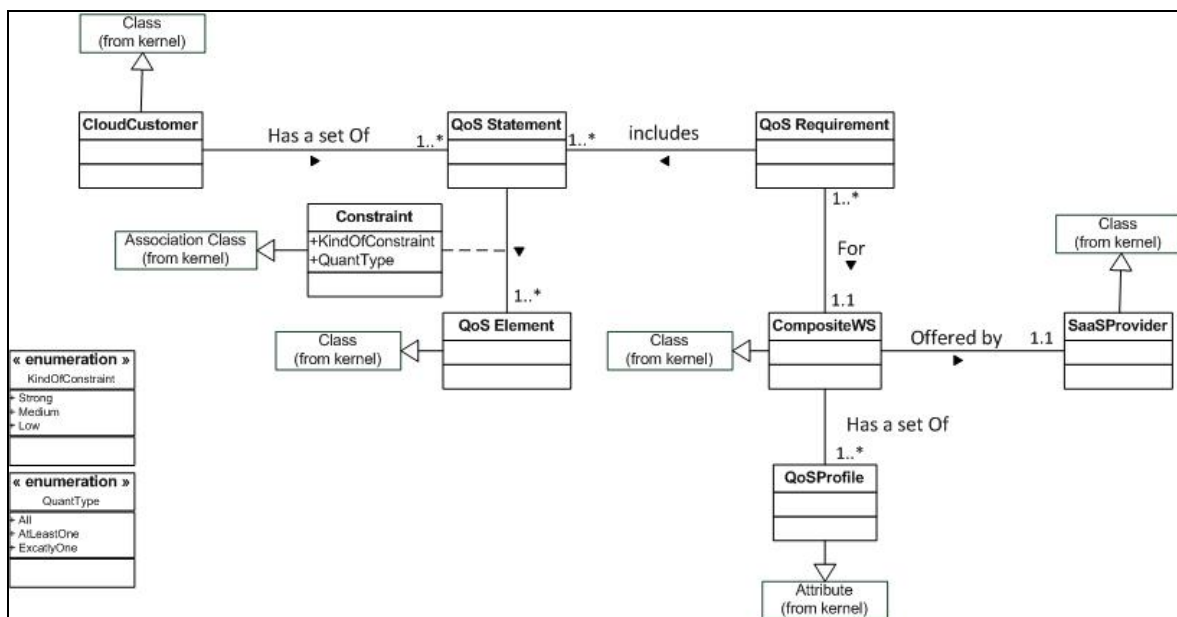 Class
(from kernel)
CloudCustomer
Has a set Of
1..*
QoS Statement
1..*
includes
QoS Requirement
1..*
Constraint
+KindOfConstraint
+QuantType
Association Class
(from kernel)
For
Class
(from kernel)
1..*
1.1
QoS Element
Class
(from kernel)
CompositeWS
Class
(from kernel)
Offered by
1.1
SaaSProvider
« enumeration »
KindOfConstraint
+ Strong
+ Medium
+ Low
Has a set Of
1..*
QoSProfile
« enumeration »
QuantType
+ All
+ AtLeastOne
+ ExcatlyOne
Attribute
(from kernel)